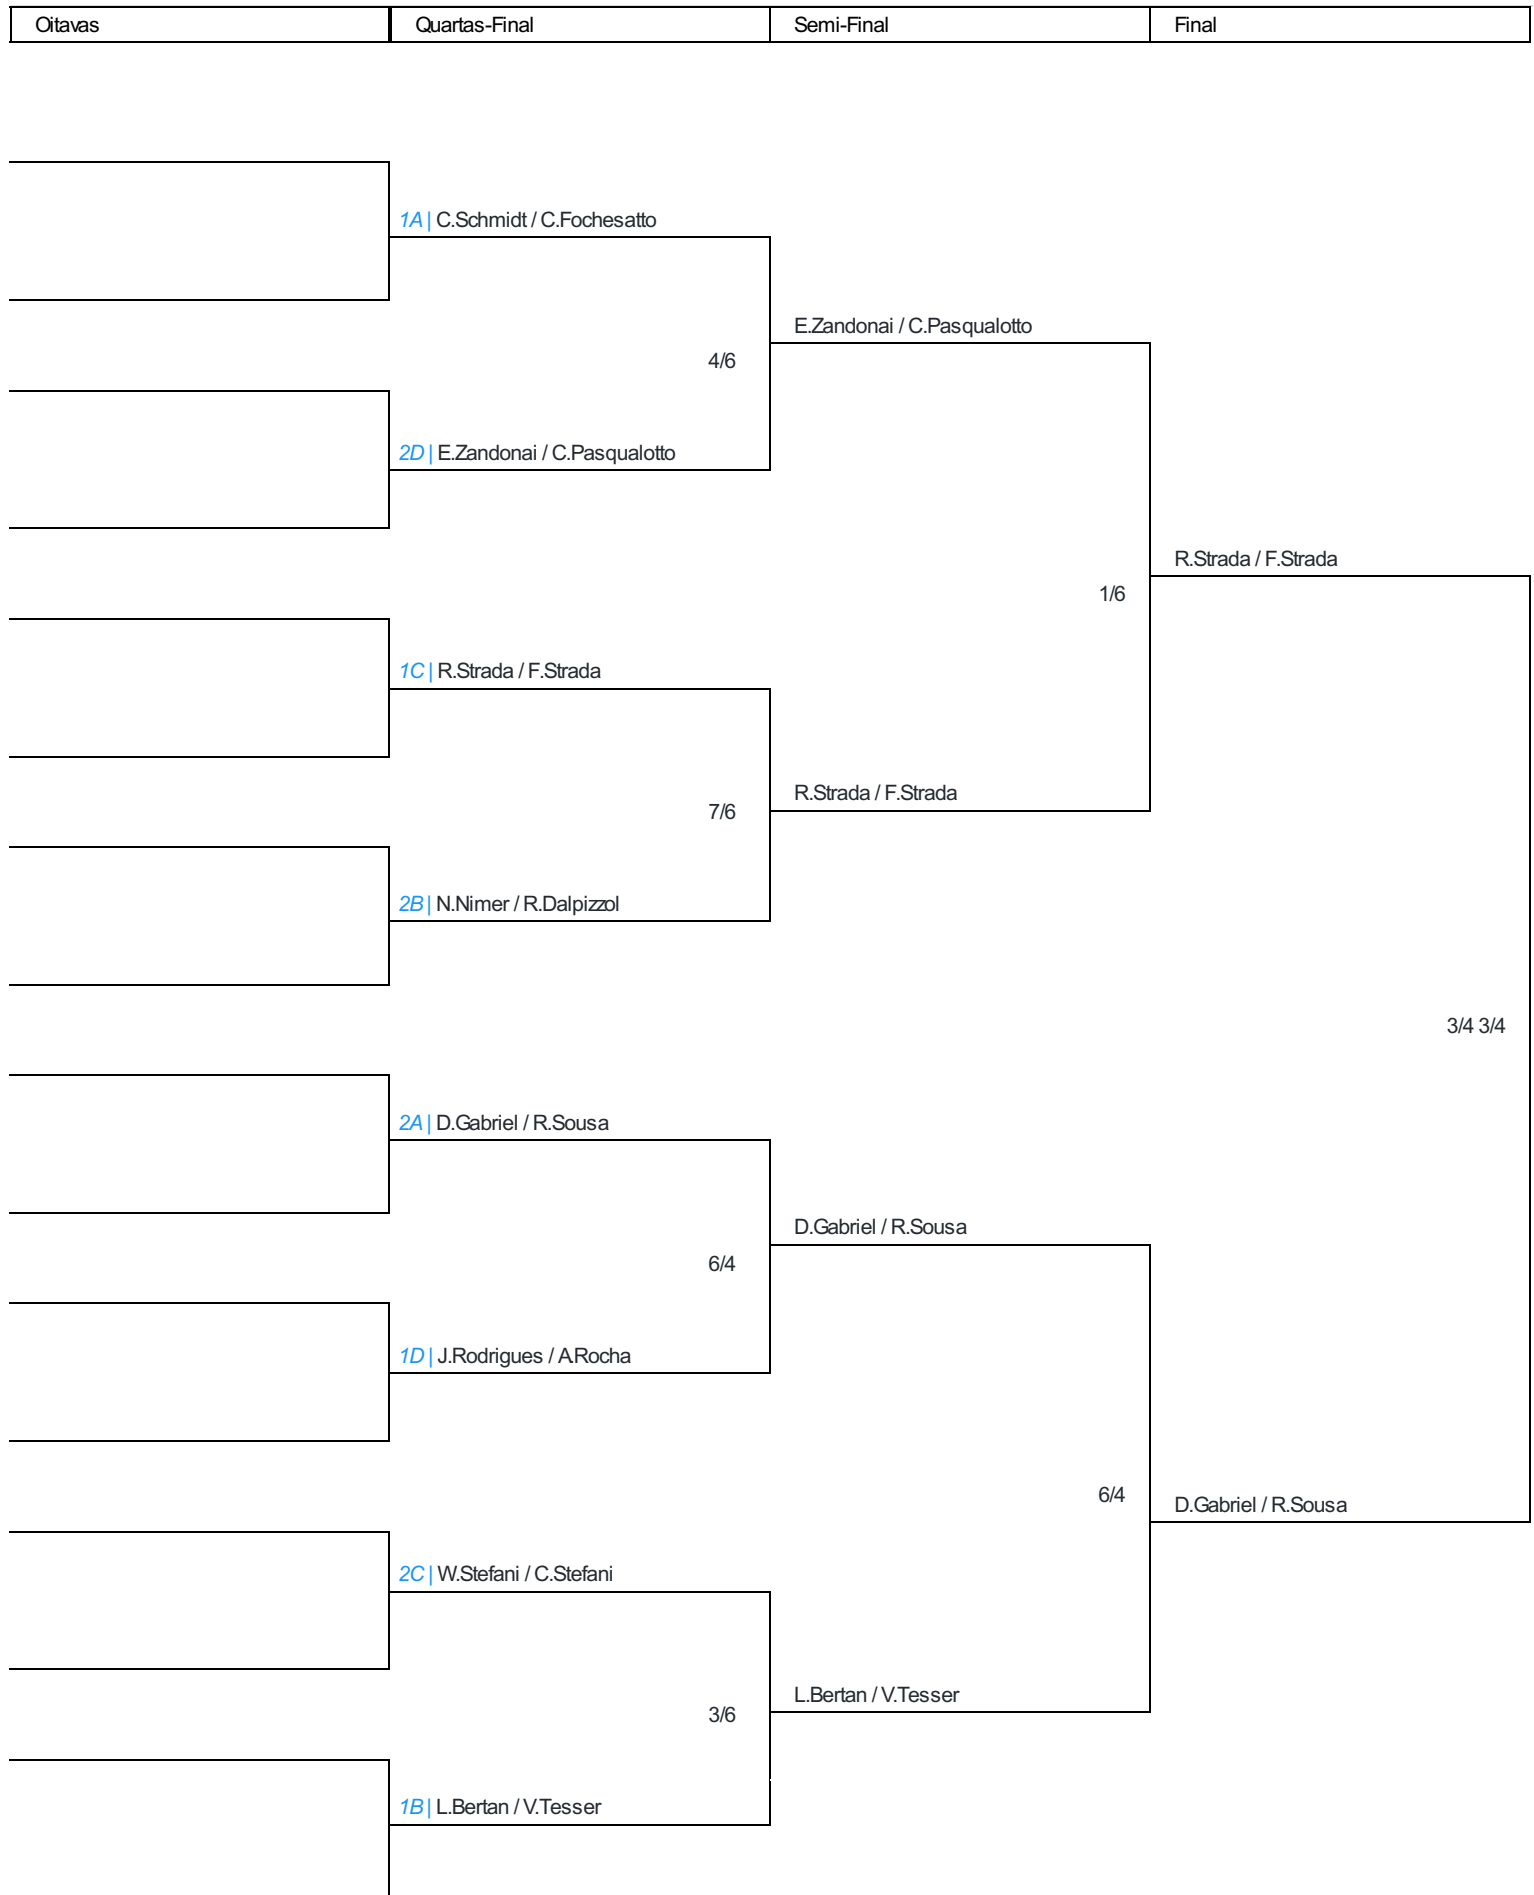 Oitavas Quartas-Final Semi-Final Final
1A | C.Schmidt / C.Fochesatto
E.Zandonai / C.Pasqualotto
4/6
2D | E.Zandonai / C.Pasqualotto
R.Strada / F.Strada
1/6
1C | R.Strada / F.Strada
R.Strada / F.Strada
7/6
2B | N.Nimer / R.Dalpizzol
3/4 3/4
2A | D.Gabriel / R.Sousa
D.Gabriel / R.Sousa
6/4
1D | J.Rodrigues / A.Rocha
6/4
D.Gabriel / R.Sousa
2C | W.Stefani / C.Stefani
L.Bertan / V.Tesser
3/6
1B | L.Bertan / V.Tesser